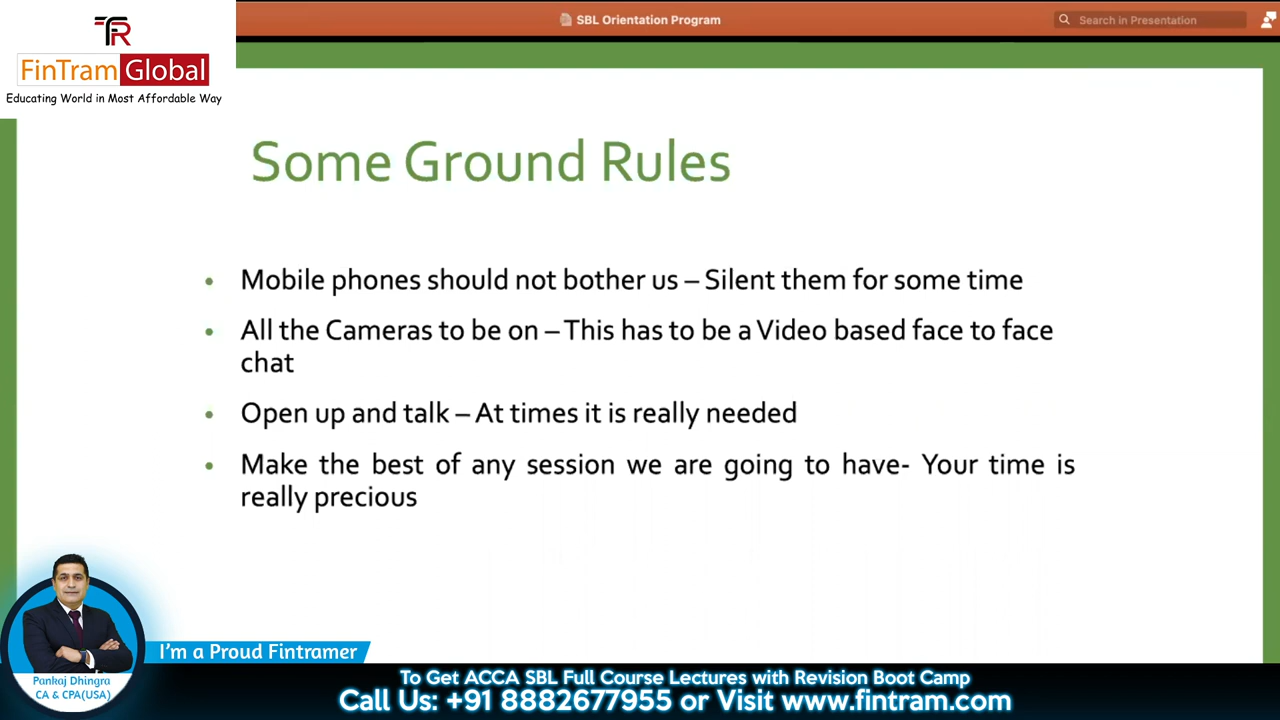 SBL Orientation Program
Search in Presentation
TR
FinTram Global
Educating World in Most Affordable Way
Some Ground Rules
• Mobile phones should not bother us – Silent them for some time
• All the Cameras to be on – This has to be a Video based face to face
chat
• Open up and talk – At times it is really needed
• Make the best of any session we are going to have- Your time is
really precious
I'm a Proud Fintramer
Pankaj Dhingra
CA & CPA(USA)
To Get ACCA SBL Full Course Lectures with Revision Boot Camp
Call Us: +91 8882677955 or Visit www.fintram.com